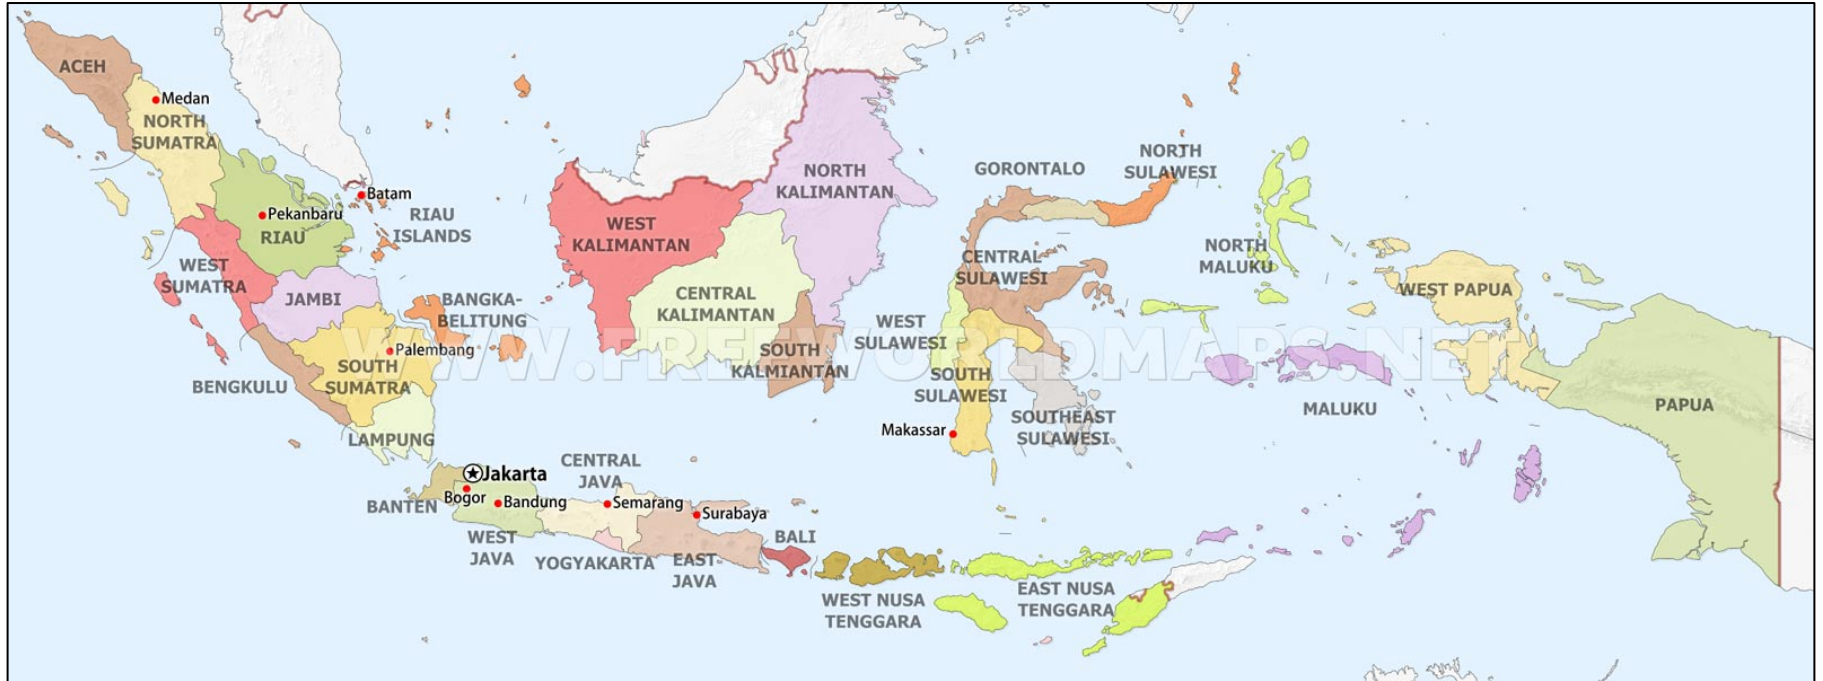 ACEH
Medan
NORTH
SUMATRA
Batam
Pekanbaru
RIAU
RIAU
ISLANDS
WEST
SUMATRA
JAMBI
BANGKA-
BELITUNG
Palembang
SOUTH
SUMATRA
BENGKULU
LAMPUNG
NORTH
KALIMANTAN
WEST
KALIMANTAN
CENTRAL
KALIMANTAN
SOUTH
KALMIANTAN
GORONTALO
NORTH
SULAWESI
CENTRAL
SULAWESI
WEST
SULAWESI
SOUTH
SULAWESI
SOUTHEAST
SULAWESI
Makassar
NORTH
MALUKU
WEST PAPUA
MALUKU
PAPUA
WWW.FREEWORLDMAPS.NET
Jakarta
BANTEN
Bogor
Bandung
WEST
JAVA
CENTRAL
JAVA
Semarang
YOGYAKARTA
Surabaya
EAST
JAVA
BALI
WEST NUSA
TENGGARA
EAST NUSA
TENGGARA